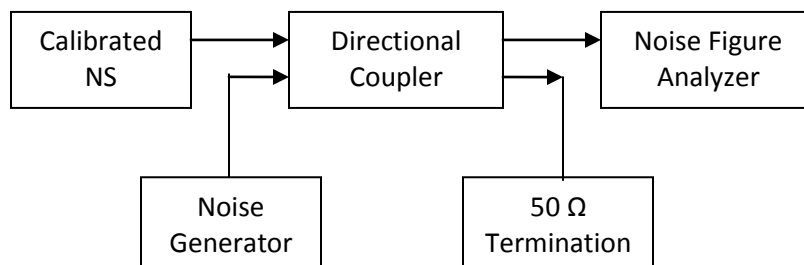 Calibrated
NS
Directional
Coupler
Noise Figure
Analyzer
Noise
Generator
50 Ω
Termination